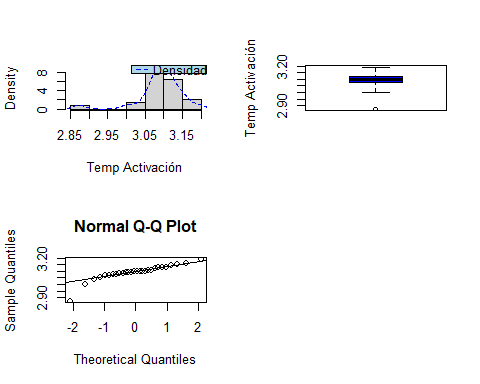 Densidad
Density
0 4 8
2.85 2.95 3.05 3.15
Temp Activación
Temp Activación
2.90 3.20
Normal Q-Q Plot
Sample Quantiles
2.90 3.20
-2 -1 0 1 2
Theoretical Quantiles